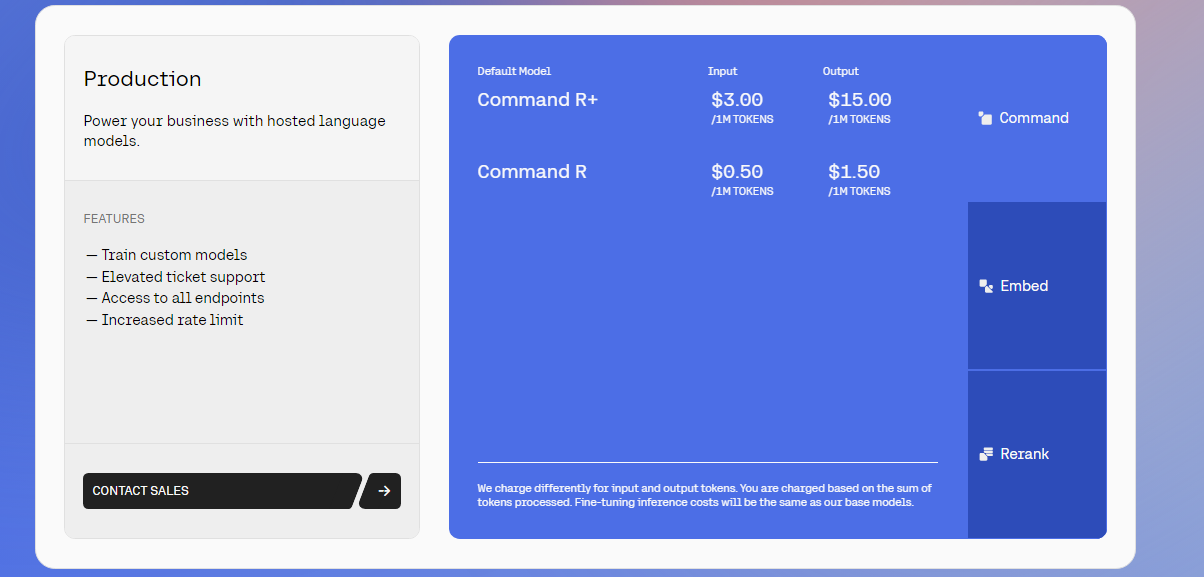 Production
Power your business with hosted language
models.
FEATURES
— Train custom models
— Elevated ticket support
— Access to all endpoints
— Increased rate limit
CONTACT SALES
Default Model Input Output
Command R+ $3.00 $15.00
/1M TOKENS /1M TOKENS
Command R $0.50 $1.50
/1M TOKENS /1M TOKENS
We charge differently for input and output tokens. You are charged based on the sum of
tokens processed. Fine-tuning inference costs will be the same as our base models.
Command
Embed
Rerank